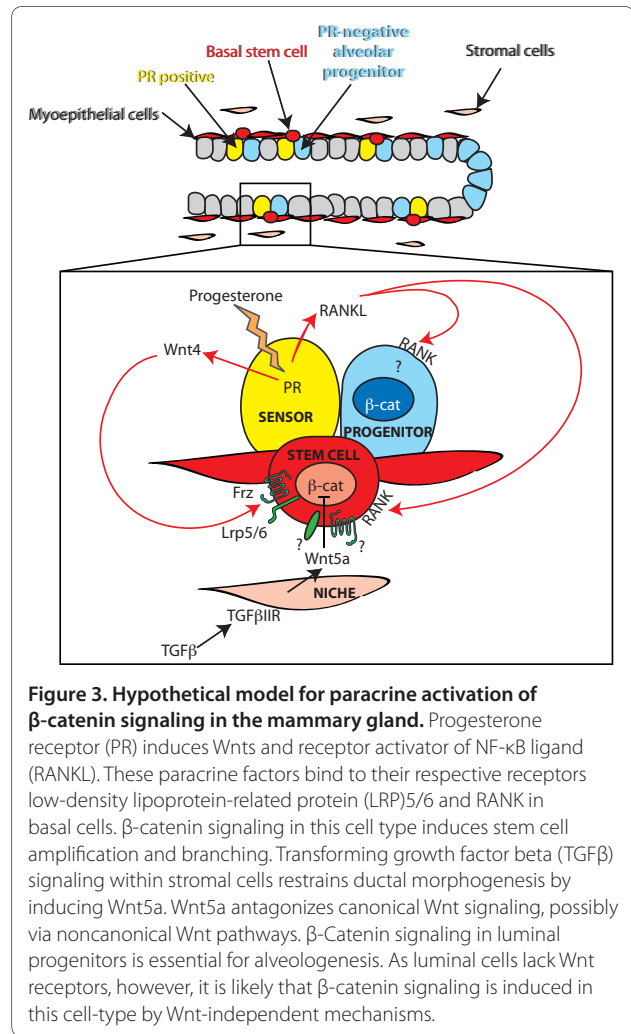 PR-negative
alveolar
progenitor
Basal stem cell
Stromal cells
PR positive
Myoepithelial cells
Progesterone
RANKL
Wnt4
RANK
?
PR
SENSOR
β-cat
PROGENITOR
STEM CELL
β-cat
Frz
RANK
Lrp5/6
?
?
Wnt5a
NICHE
TGFβIIR
TGFβ
Figure 3. Hypothetical model for paracrine activation of
β-catenin signaling in the mammary gland. Progesterone
receptor (PR) induces Wnts and receptor activator of NF-κB ligand
(RANKL). These paracrine factors bind to their respective receptors
low-density lipoprotein-related protein (LRP)5/6 and RANK in
basal cells. β-catenin signaling in this cell type induces stem cell
amplification and branching. Transforming growth factor beta (TGFβ)
signaling within stromal cells restrains ductal morphogenesis by
inducing Wnt5a. Wnt5a antagonizes canonical Wnt signaling, possibly
via noncanonical Wnt pathways. β-Catenin signaling in luminal
progenitors is essential for alveologenesis. As luminal cells lack Wnt
receptors, however, it is likely that β-catenin signaling is induced in
this cell-type by Wnt-independent mechanisms.